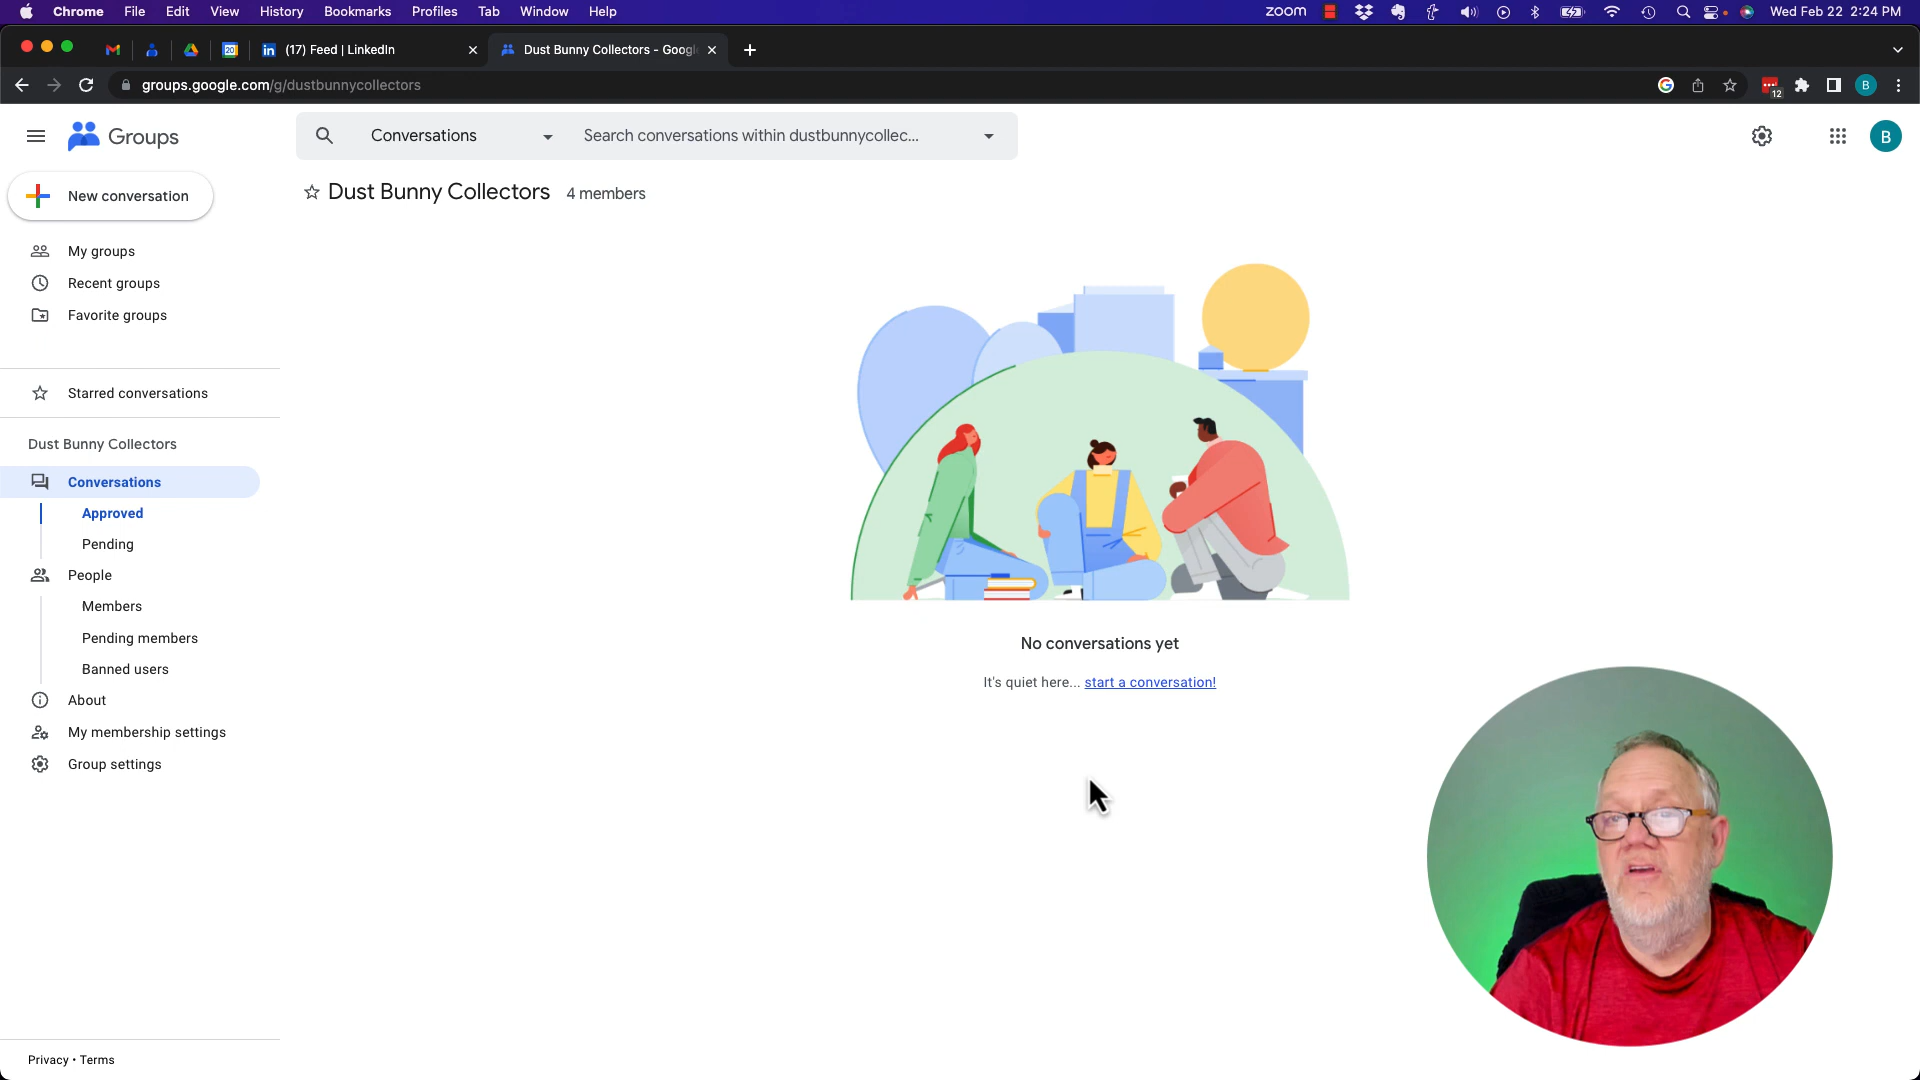 Chrome File Edit View History Bookmarks Profiles Tab Window Help zoom Wed Feb 22 2:24 PM
20 in (17) Feed | LinkedIn Dust Bunny Collectors - Googl
groups.google.com/g/dustbunnycollectors 12 B
Groups Conversations Search conversations within dustbunnycollec... B
Dust Bunny Collectors 4 members
New conversation
My groups
Recent groups
Favorite groups
Starred conversations
Dust Bunny Collectors
Conversations
Approved
Pending
People
Members
Pending members
Banned users
About
My membership settings
Group settings
No conversations yet
It's quiet here... start a conversation!
Privacy • Terms